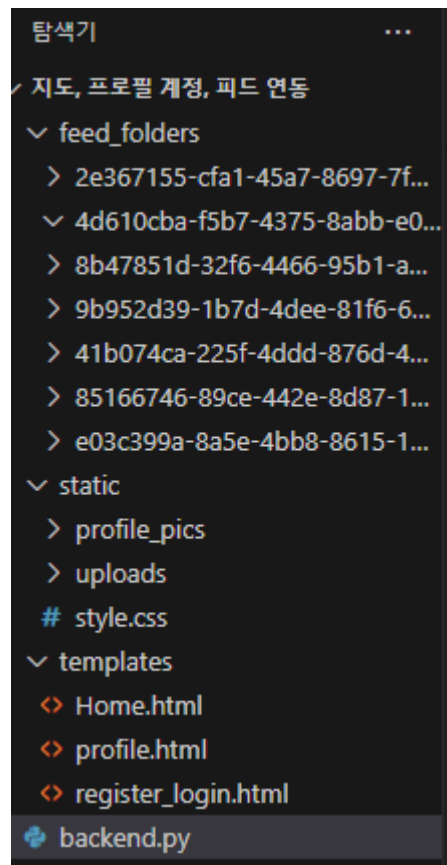 탐색기 ...
지도, 프로필 계정, 피드 연동
feed_folders
2e367155-cfa1-45a7-8697-7f...
4d610cba-f5b7-4375-8abb-e0...
8b47851d-32f6-4466-95b1-a...
9b952d39-1b7d-4dee-81f6-6...
41b074ca-225f-4ddd-876d-4...
85166746-89ce-442e-8d87-1...
e03c399a-8a5e-4bb8-8615-1...
static
profile_pics
uploads
# style.css
templates
<> Home.html
<> profile.html
<> register_login.html
backend.py